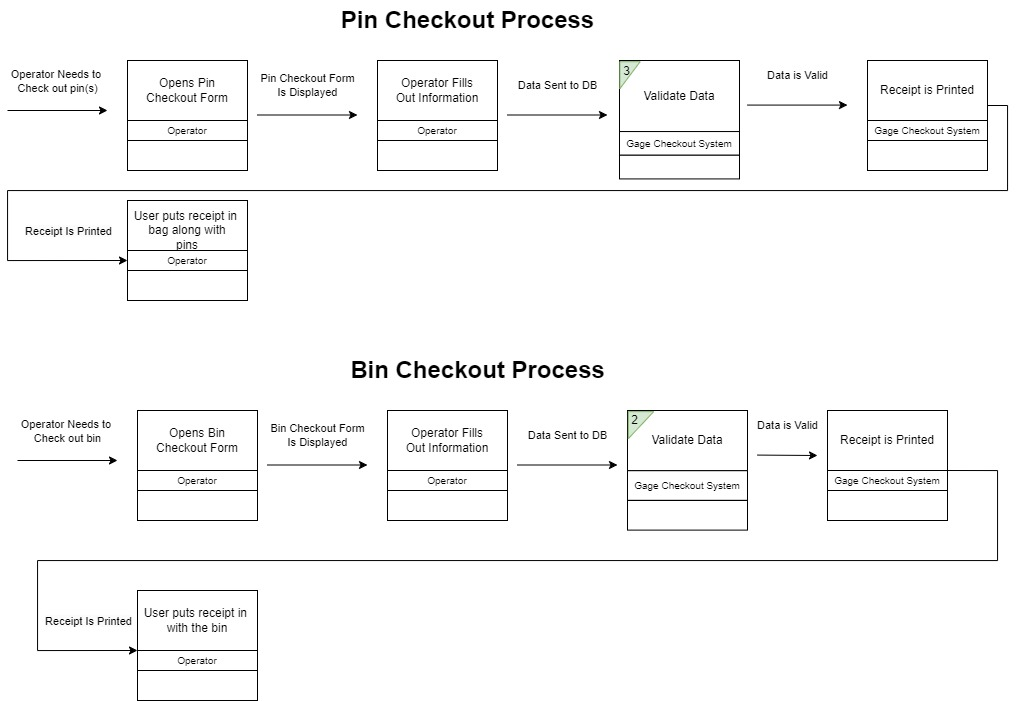 Pin Checkout Process
Operator Needs to
Check out pin(s)
Opens Pin
Checkout Form
Operator
Pin Checkout Form
Is Displayed
Operator Fills
Out Information
Operator
Data Sent to DB
3
Validate Data
Gage Checkout System
Data is Valid
Receipt is Printed
Gage Checkout System
Receipt Is Printed
User puts receipt in
bag along with
pins
Operator
Bin Checkout Process
Operator Needs to
Check out bin
Opens Bin
Checkout Form
Operator
Bin Checkout Form
Is Displayed
Operator Fills
Out Information
Operator
Data Sent to DB
2
Validate Data
Gage Checkout System
Data is Valid
Receipt is Printed
Gage Checkout System
Receipt Is Printed
User puts receipt in
with the bin
Operator